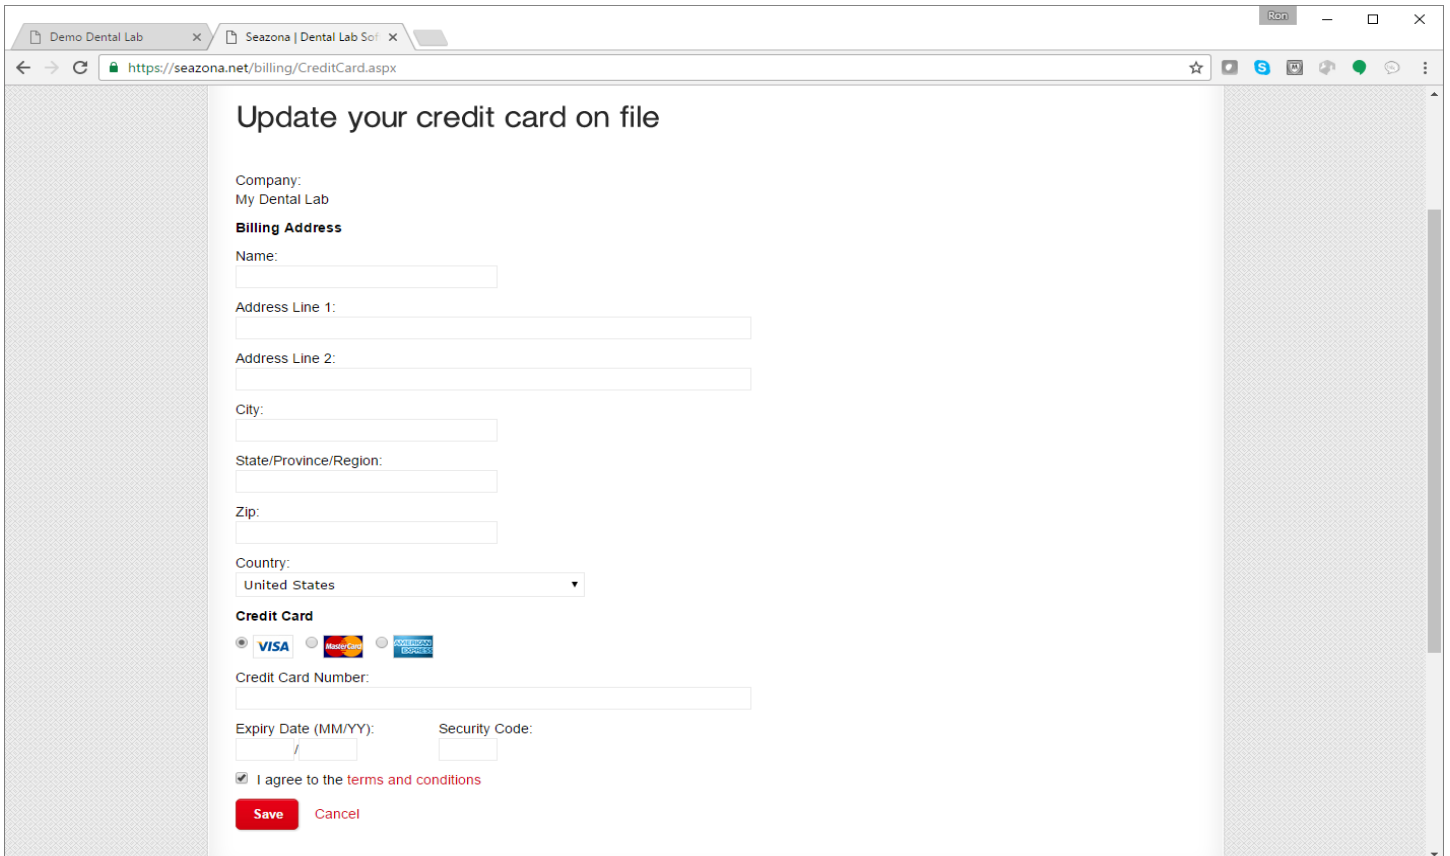 Ron
Demo Dental Lab
Seazona | Dental Lab Sof
https://seazona.net/billing/CreditCard.aspx
Update your credit card on file
Company:
My Dental Lab
Billing Address
Name:
Address Line 1:
Address Line 2:
City:
State/Province/Region:
Zip:
Country:
United States
Credit Card
VISA MasterCard AMERICAN EXPRESS
Credit Card Number:
Expiry Date (MM/YY): Security Code:
/
I agree to the terms and conditions
Save Cancel